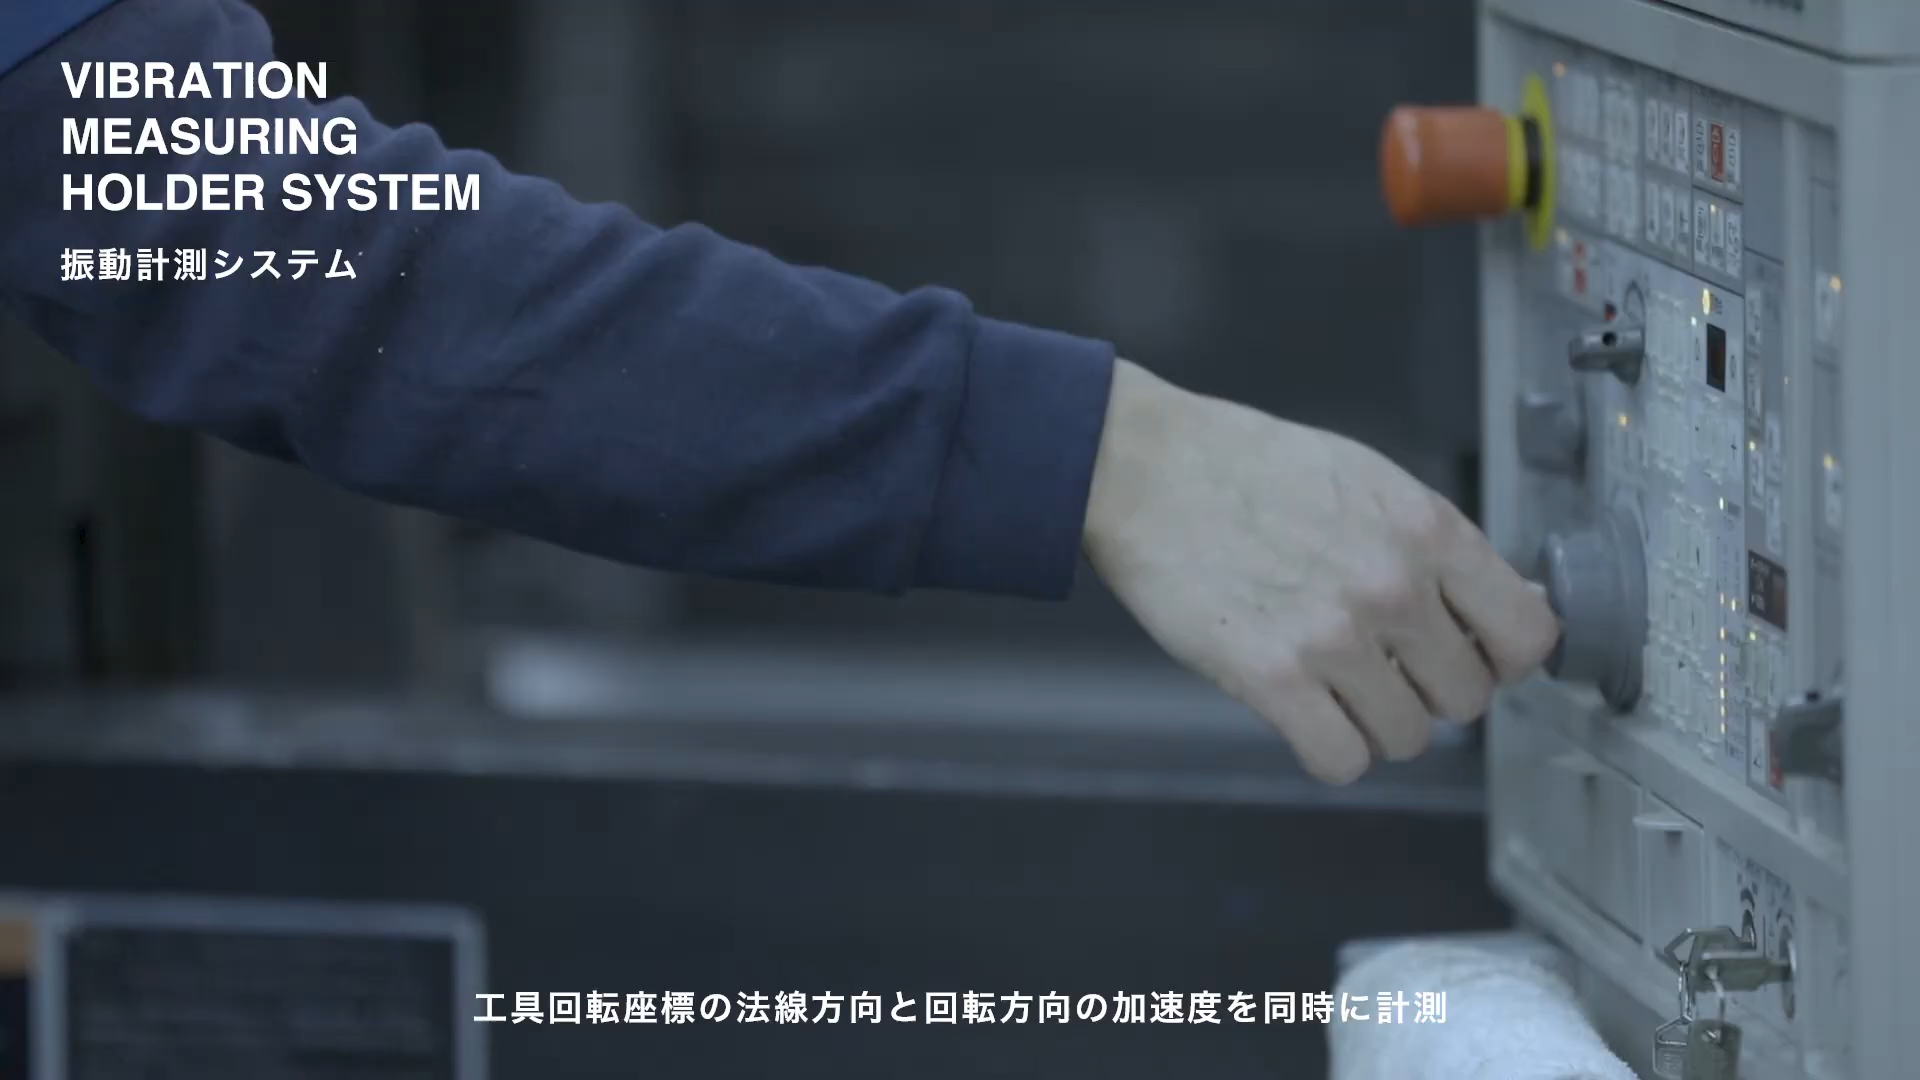 VIBRATION
MEASURING
HOLDER SYSTEM
振動計測システム
工具回転座標の法線方向と回転方向の加速度を同時に計測